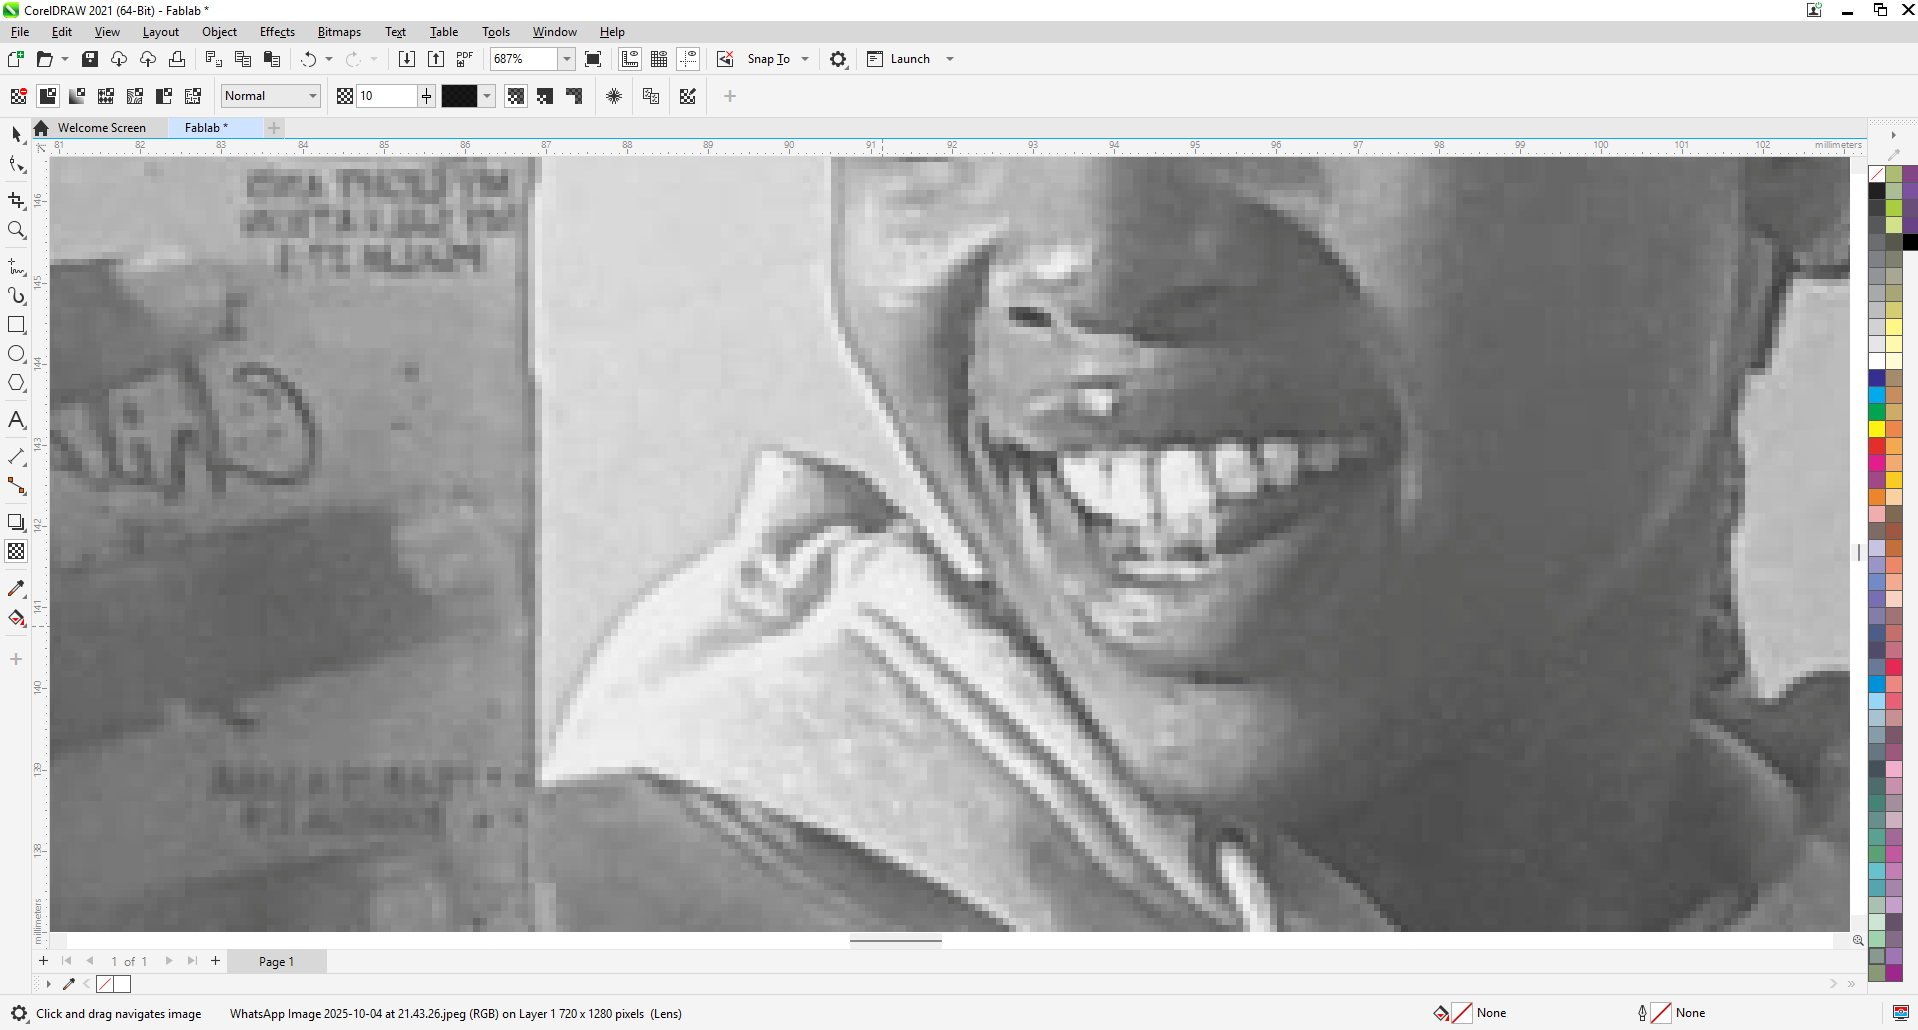 CorelDRAW 2021 (64-Bit) - Fablab *
File Edit View Layout Object Effects Bitmaps Text Table Tools Window Help
PDF 687% Snap To Launch
Normal 10
Welcome Screen Fablab *
81 82 83 84 85 86 87 88 89 90 91 92 93 94 95 96 97 98 99 100 101 102 millimeters
146
145
144
143
142
141
140
139
138
millimeters
1 of 1 Page 1
Click and drag navigates image WhatsApp Image 2025-10-04 at 21.43.26.jpeg (RGB) on Layer 1 720 x 1280 pixels (Lens) None None